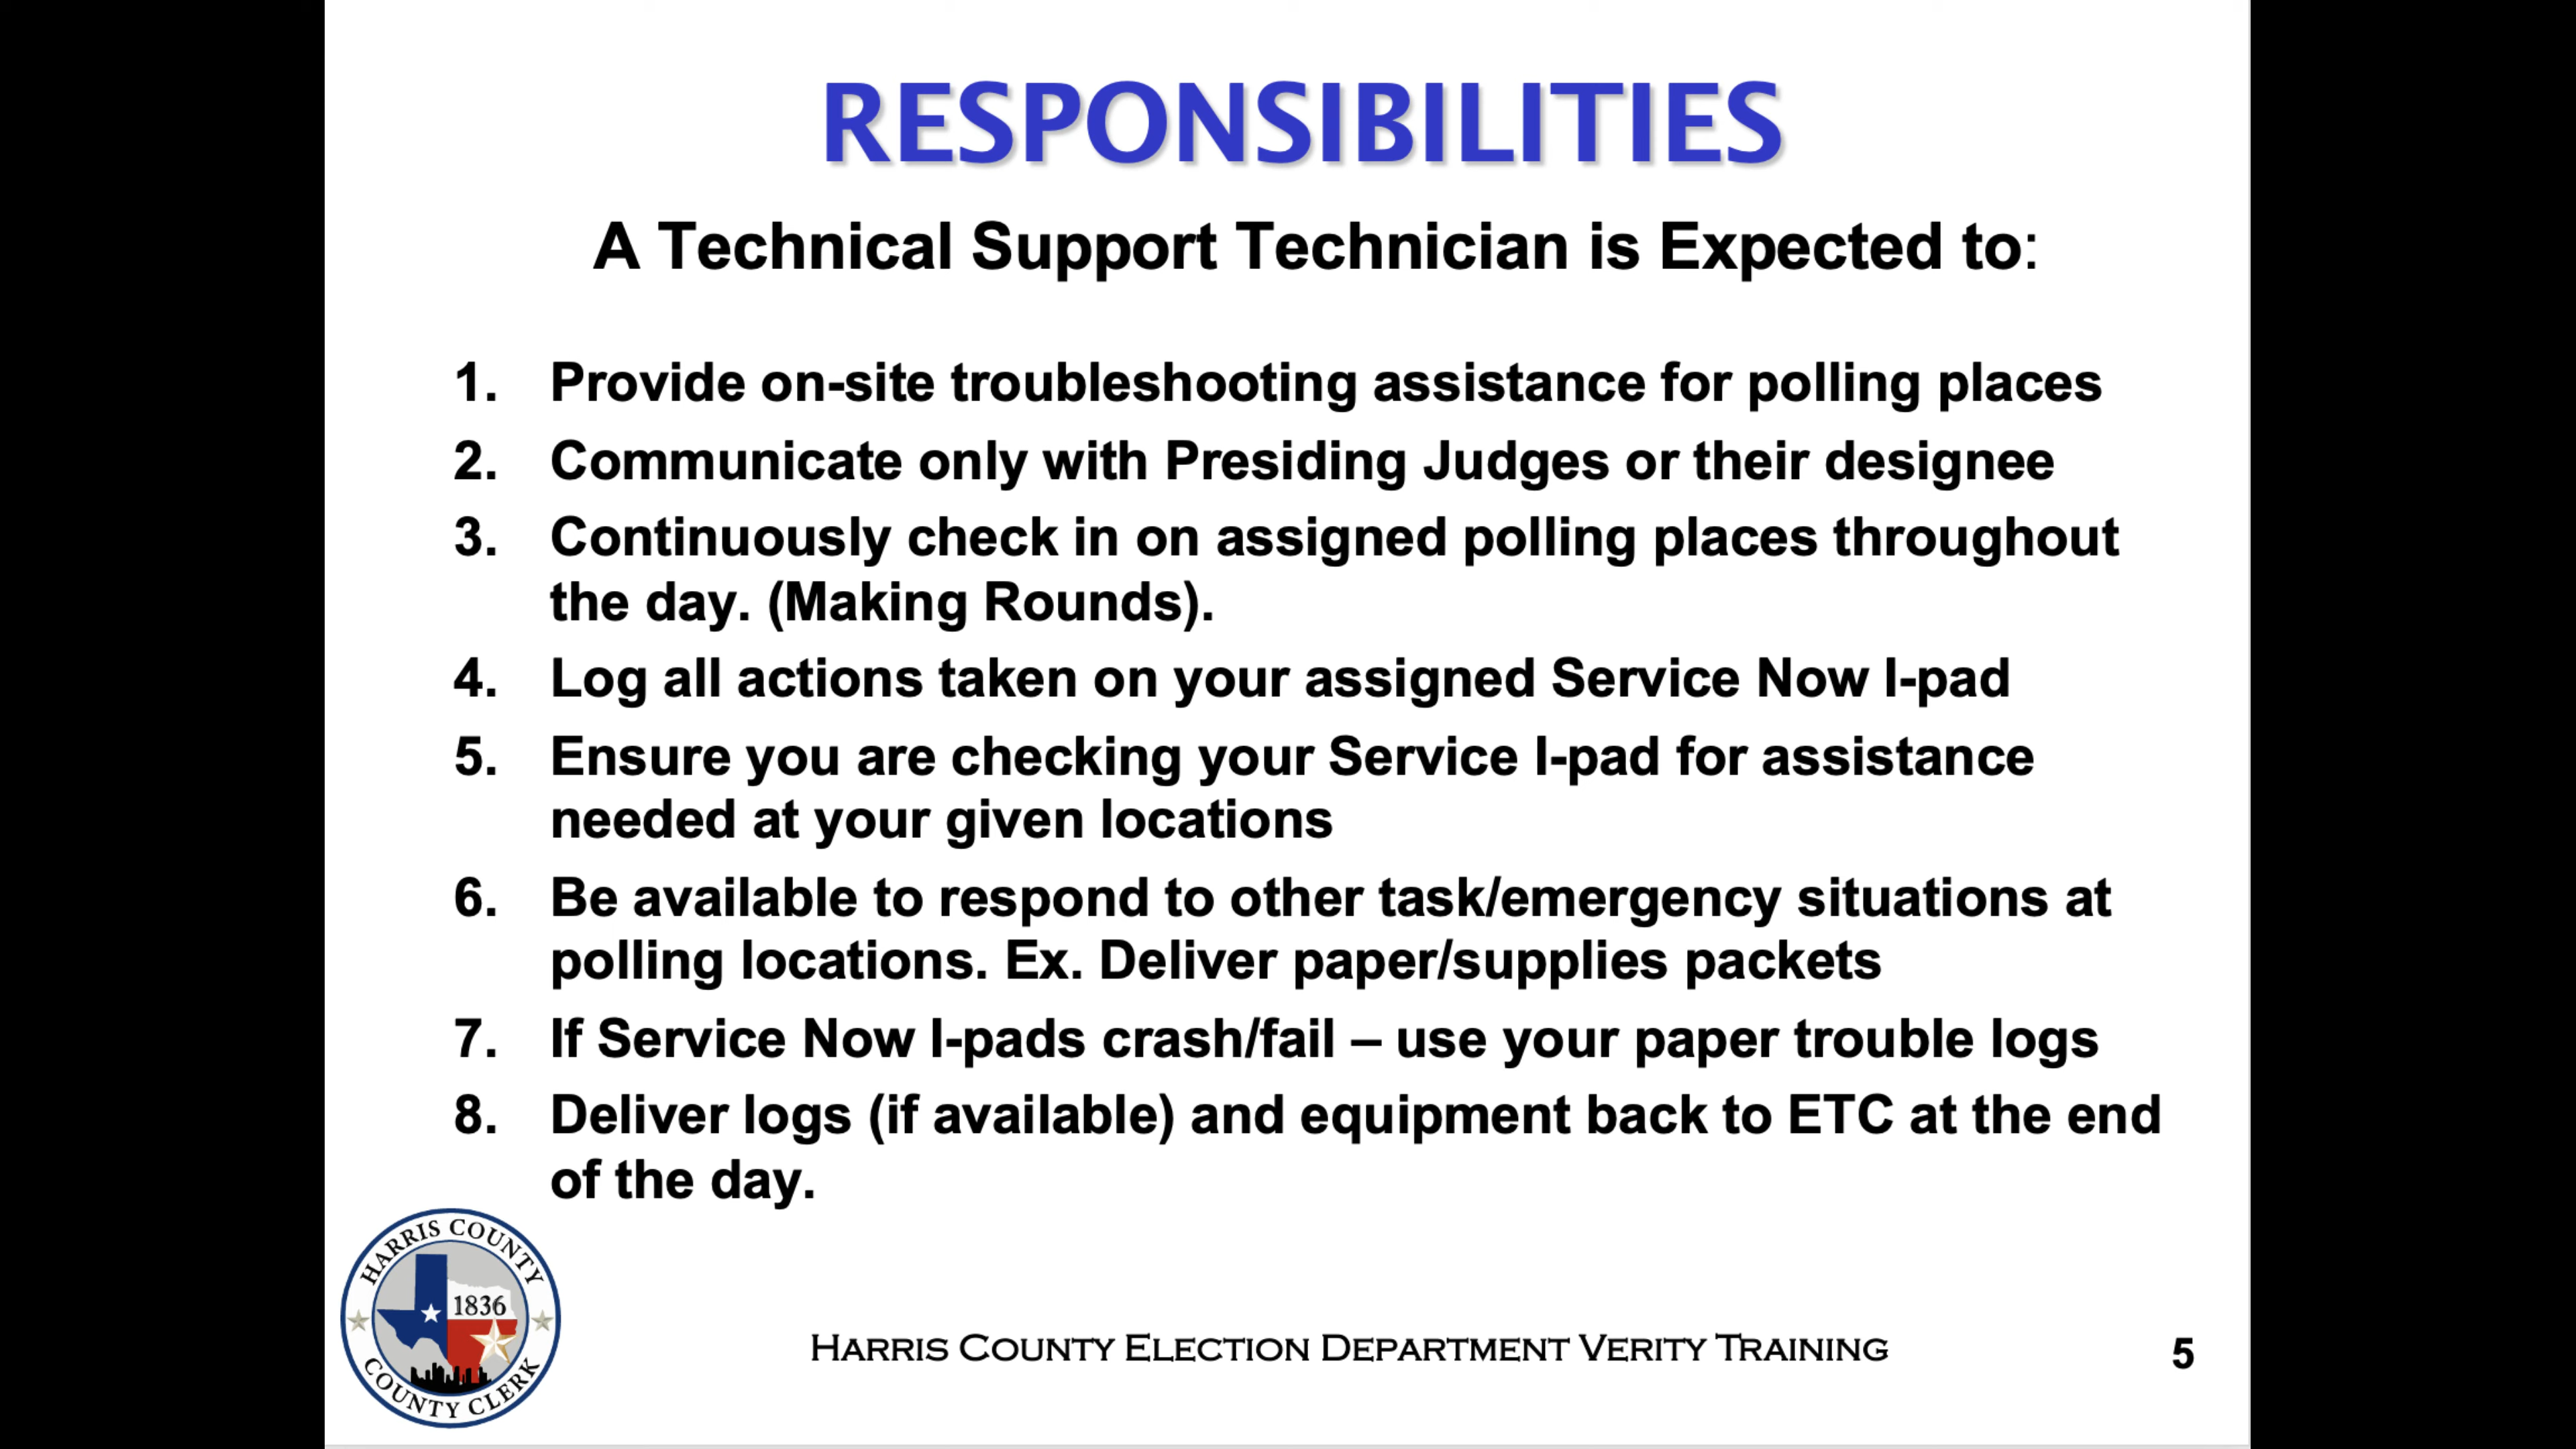 RESPONSIBILITIES
A Technical Support Technician is Expected to:
1. Provide on-site troubleshooting assistance for polling places
2. Communicate only with Presiding Judges or their designee
3. Continuously check in on assigned polling places throughout
the day. (Making Rounds).
4. Log all actions taken on your assigned Service Now I-pad
5. Ensure you are checking your Service I-pad for assistance
needed at your given locations
6. Be available to respond to other task/emergency situations at
polling locations. Ex. Deliver paper/supplies packets
7. If Service Now I-pads crash/fail – use your paper trouble logs
8. Deliver logs (if available) and equipment back to ETC at the end
of the day.
HARRIS COUNTY
1836
COUNTY CLERK
HARRIS COUNTY ELECTION DEPARTMENT VERITY TRAINING
5